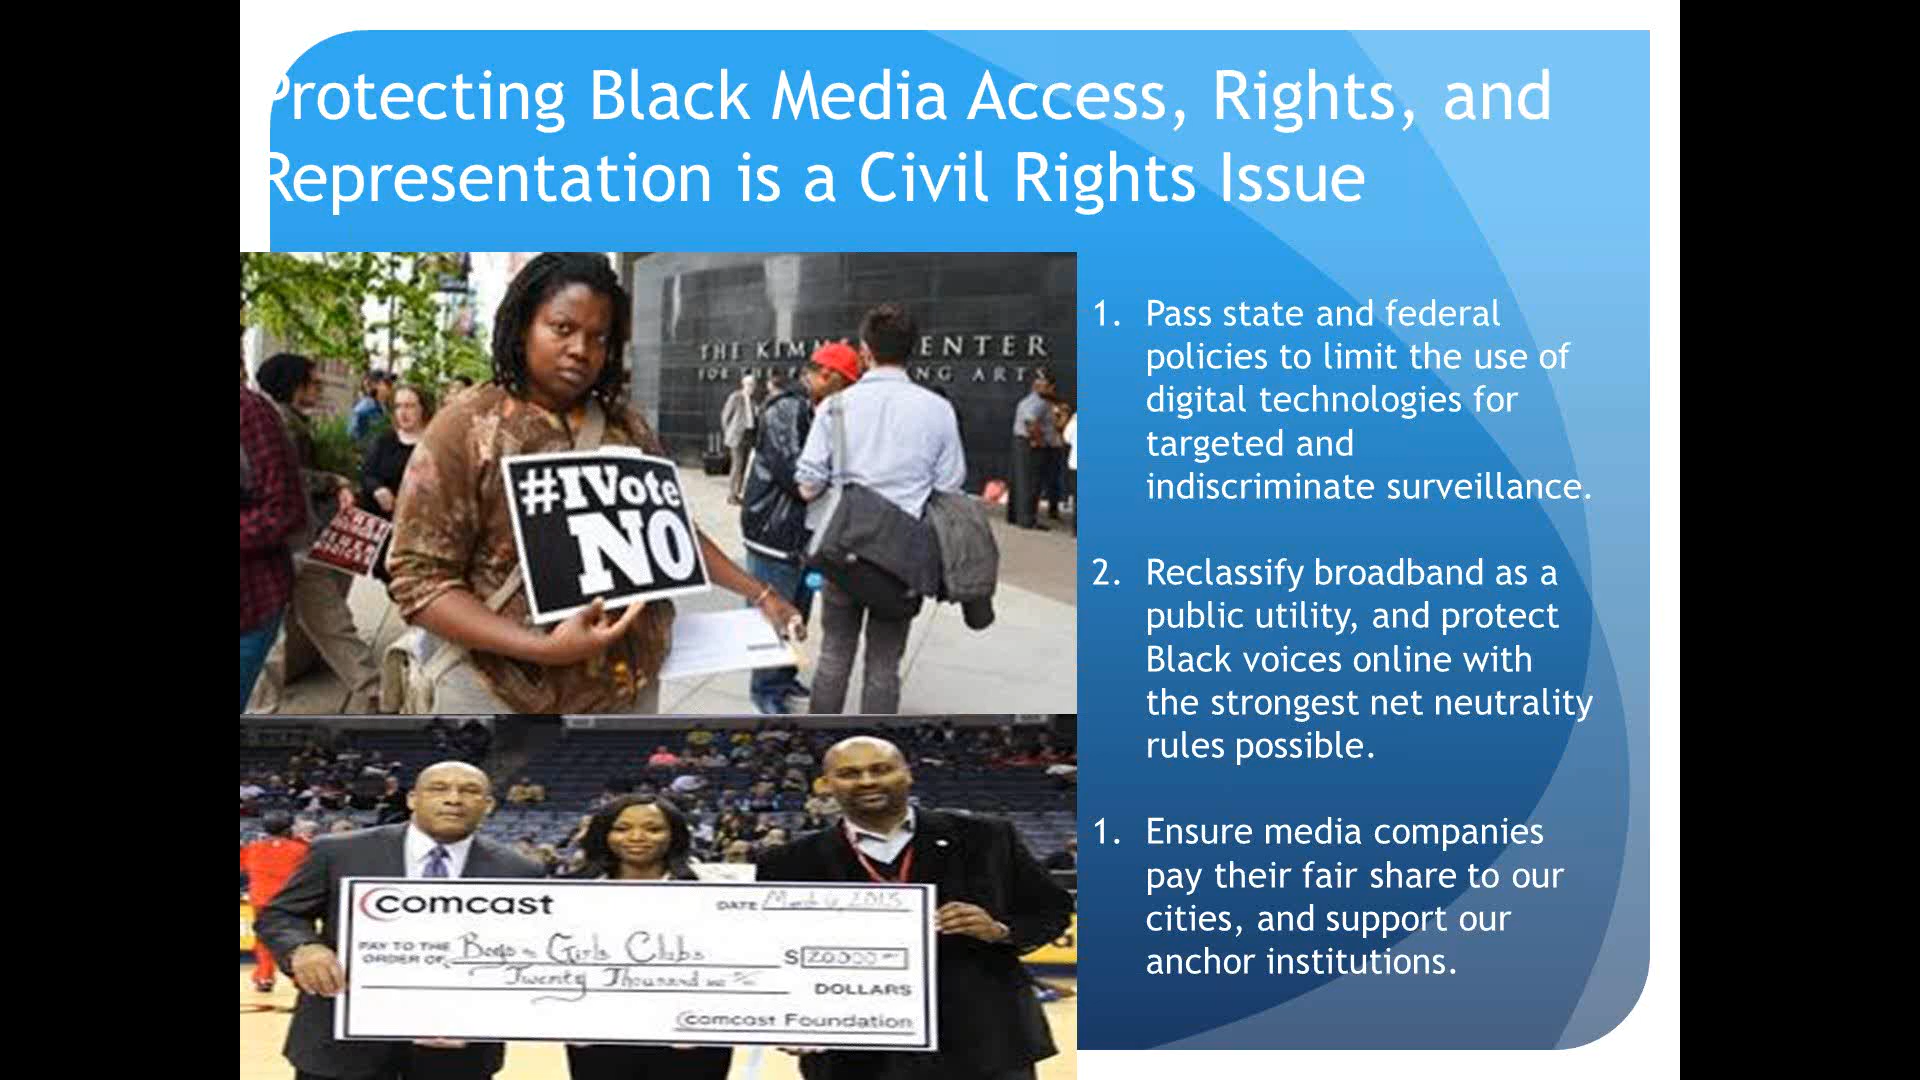 Protecting Black Media Access, Rights, and
Representation is a Civil Rights Issue
THE KIMM ENTER
FOR THE P NG ARTS
#IVote
NO
1. Pass state and federal
policies to limit the use of
digital technologies for
targeted and
indiscriminate surveillance.
2. Reclassify broadband as a
public utility, and protect
Black voices online with
the strongest net neutrality
rules possible.
1. Ensure media companies
pay their fair share to our
cities, and support our
anchor institutions.
comcast
DATE
PAY TO THE
ORDER OF Boys Girls Clubs $
Twenty Thousand
DOLLARS
comcast Foundation